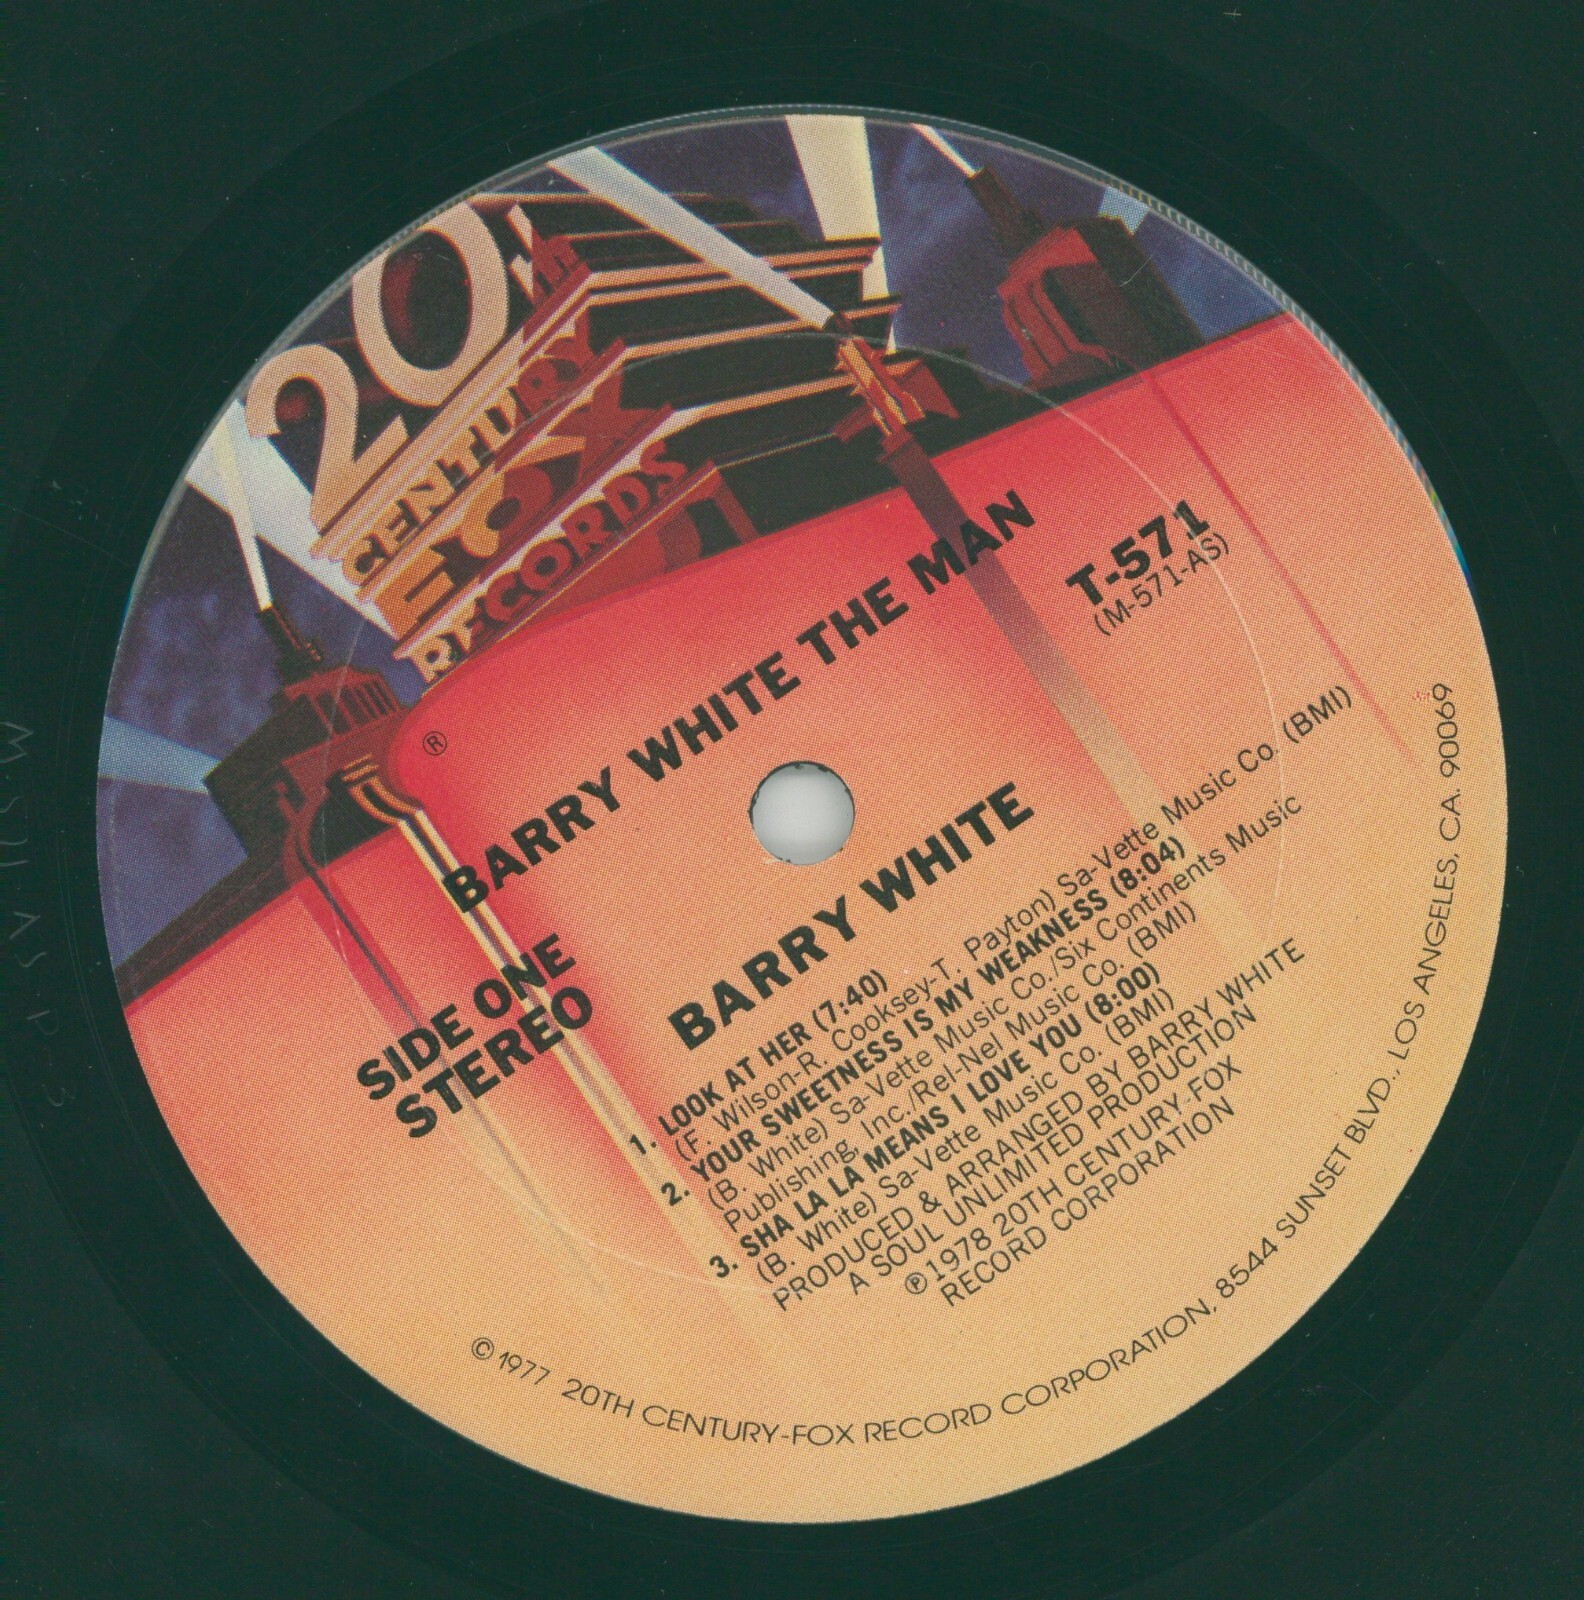 20th
CENTURY
FOX
RECORDS
®
BARRY WHITE THE MAN
T-571
(M-571-AS)
BARRY WHITE
SIDE ONE
STEREO
1. LOOK AT HER (7:40)
(F. Wilson-R. Cooksey-T. Payton) Sa-Vette Music Co. (BMI)
2. YOUR SWEETNESS IS MY WEAKNESS (8:04)
(B. White) Sa-Vette Music Co./Six Continents Music
Publishing, Inc./Rel-Nel Music Co. (BMI)
3. SHA LA LA MEANS I LOVE YOU (8:00)
(B. White) Sa-Vette Music Co. (BMI)
PRODUCED & ARRANGED BY BARRY WHITE
A SOUL UNLIMITED PRODUCTION
℗ 1978 20TH CENTURY-FOX
RECORD CORPORATION
© 1977 20TH CENTURY-FOX RECORD CORPORATION, 8544 SUNSET BLVD., LOS ANGELES, CA. 90069